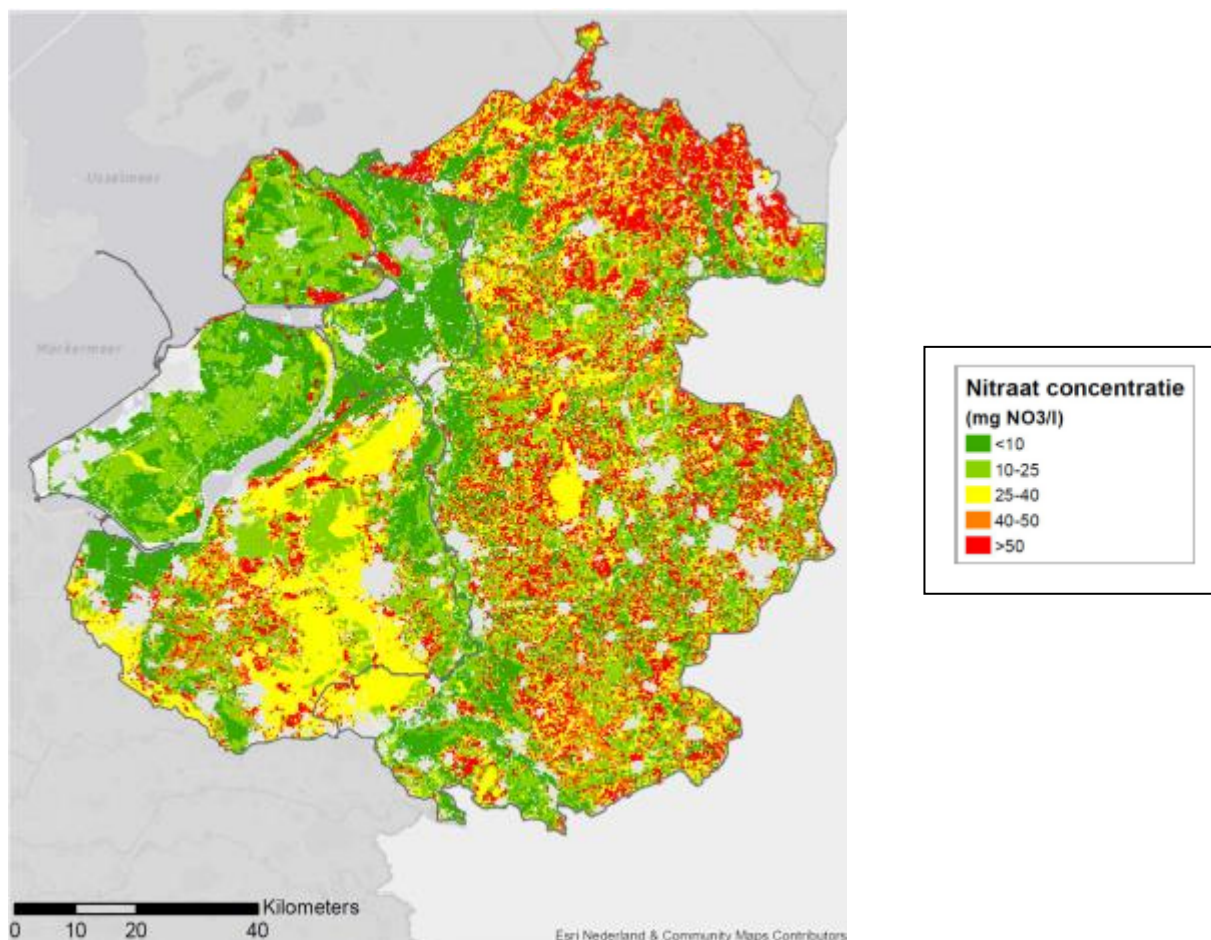 IJsselmeer
Markermeer
Nitraat concentratie
(mg NO3/l)
<10
10-25
25-40
40-50
>50
Kilometers
0 10 20 40
Esri Nederland & Community Maps Contributors